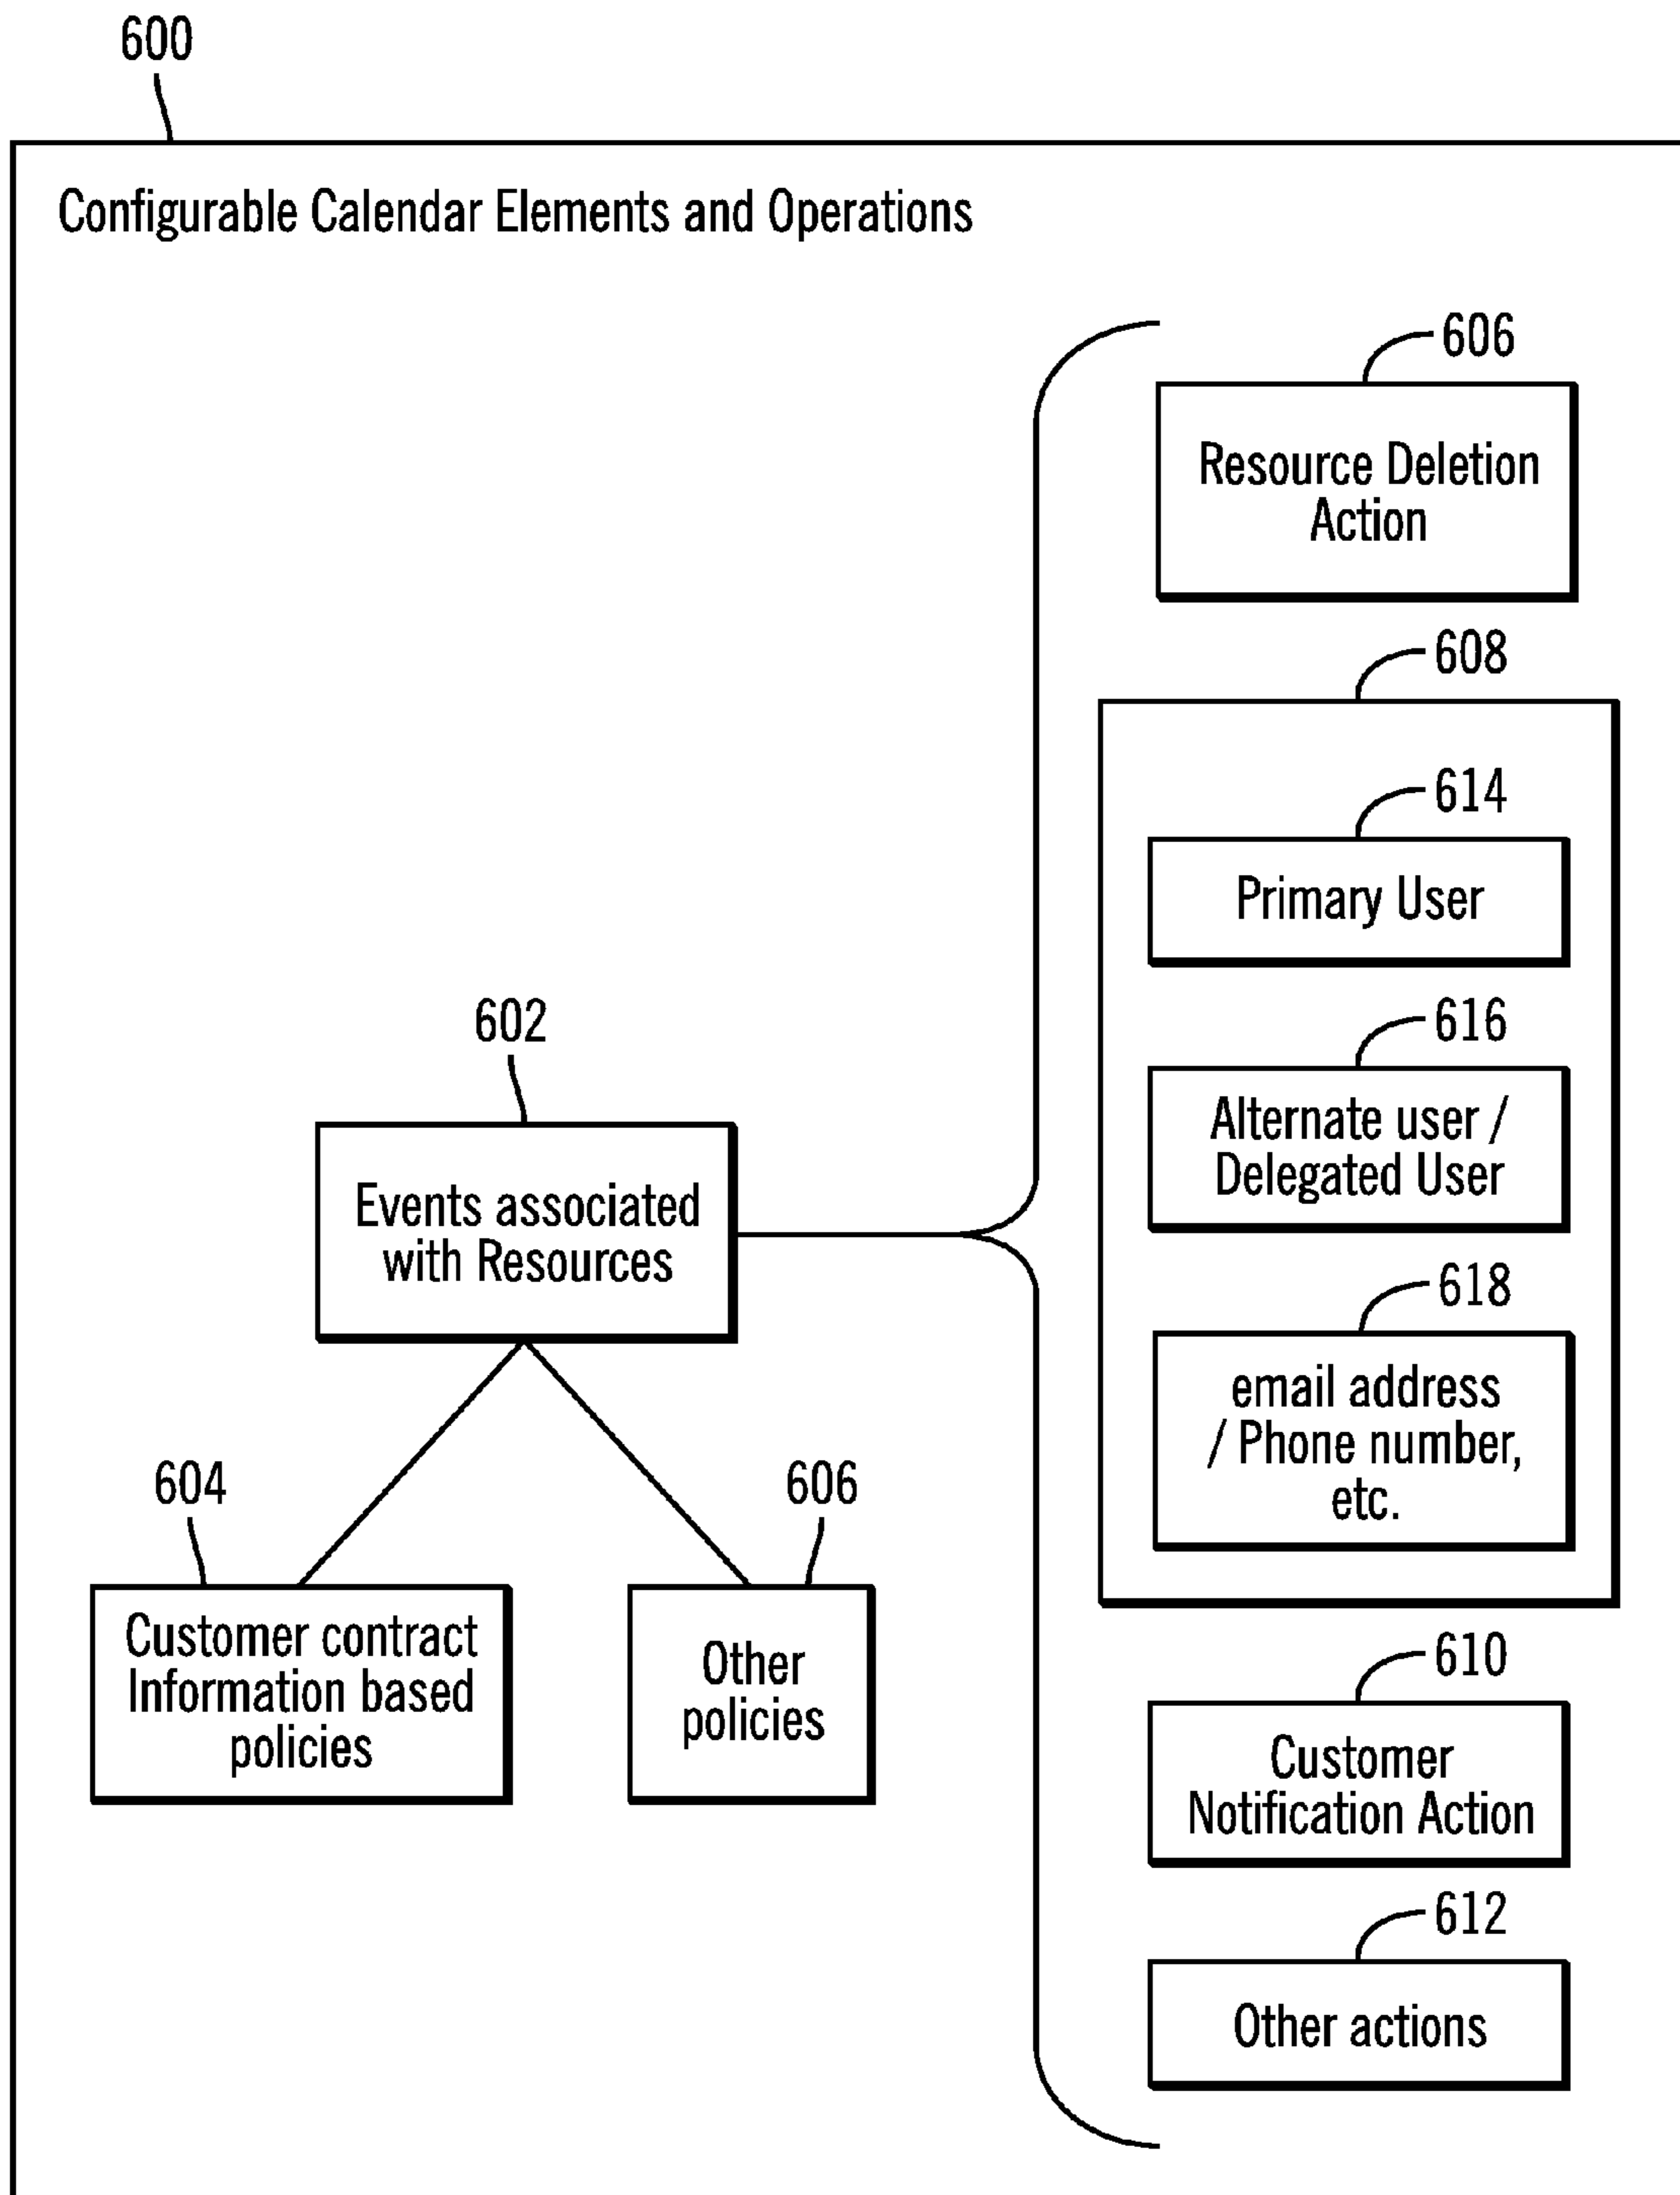 600
Configurable Calendar Elements and Operations
606
Resource Deletion
Action
608
614
Primary User
602
616
Alternate user /
Delegated User
Events associated
with Resources
618
email address
/ Phone number,
etc.
604
606
Customer contract
Information based
policies
Other
policies
610
Customer
Notification Action
612
Other actions